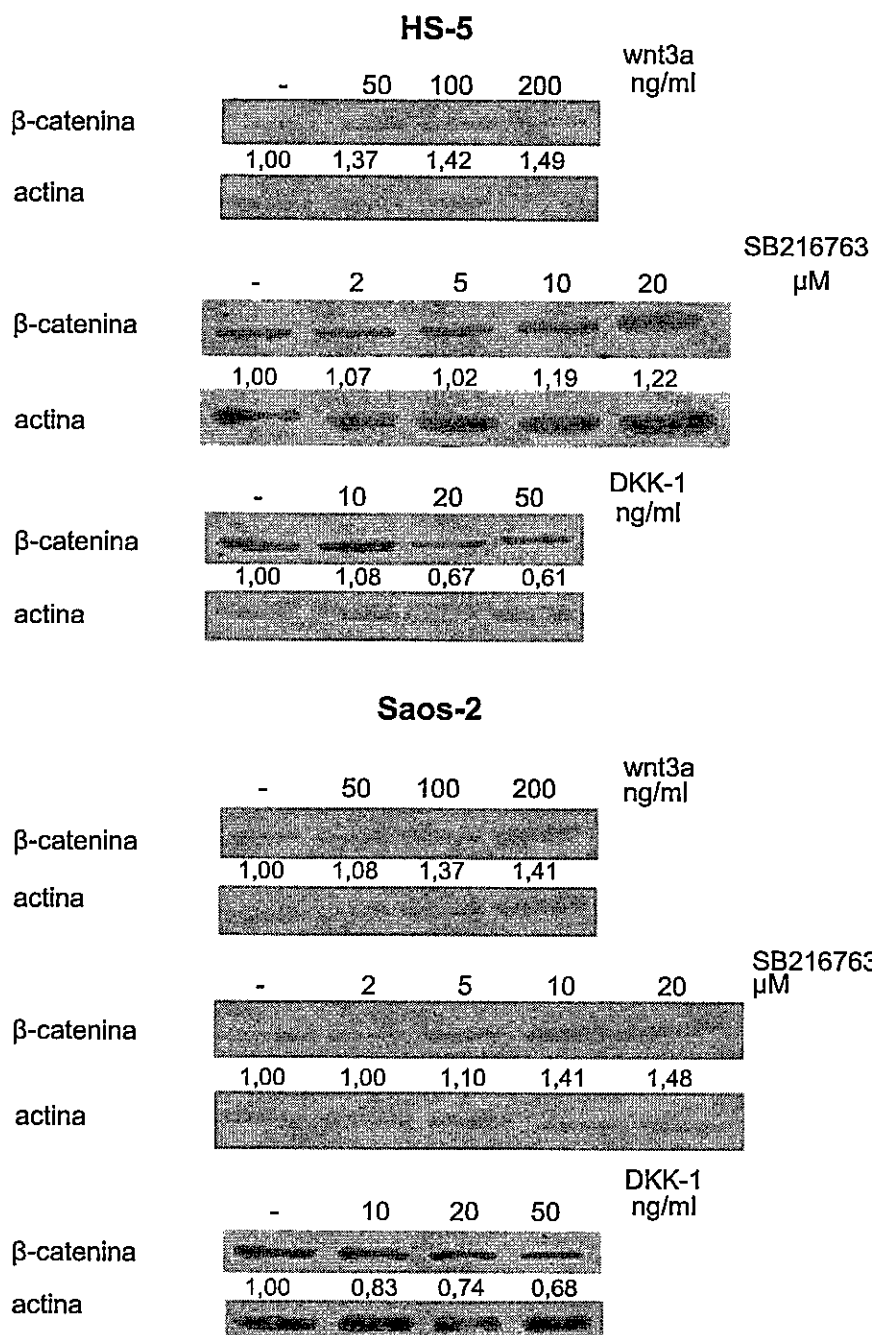 HS-5
wnt3a
ng/ml
- 50 100 200
β-catenina
1,00 1,37 1,42 1,49
actina
SB216763
μM
- 2 5 10 20
β-catenina
1,00 1,07 1,02 1,19 1,22
actina
DKK-1
ng/ml
- 10 20 50
β-catenina
1,00 1,08 0,67 0,61
actina
Saos-2
wnt3a
ng/ml
- 50 100 200
β-catenina
1,00 1,08 1,37 1,41
actina
SB216763
μM
- 2 5 10 20
β-catenina
1,00 1,00 1,10 1,41 1,48
actina
DKK-1
ng/ml
- 10 20 50
β-catenina
1,00 0,83 0,74 0,68
actina